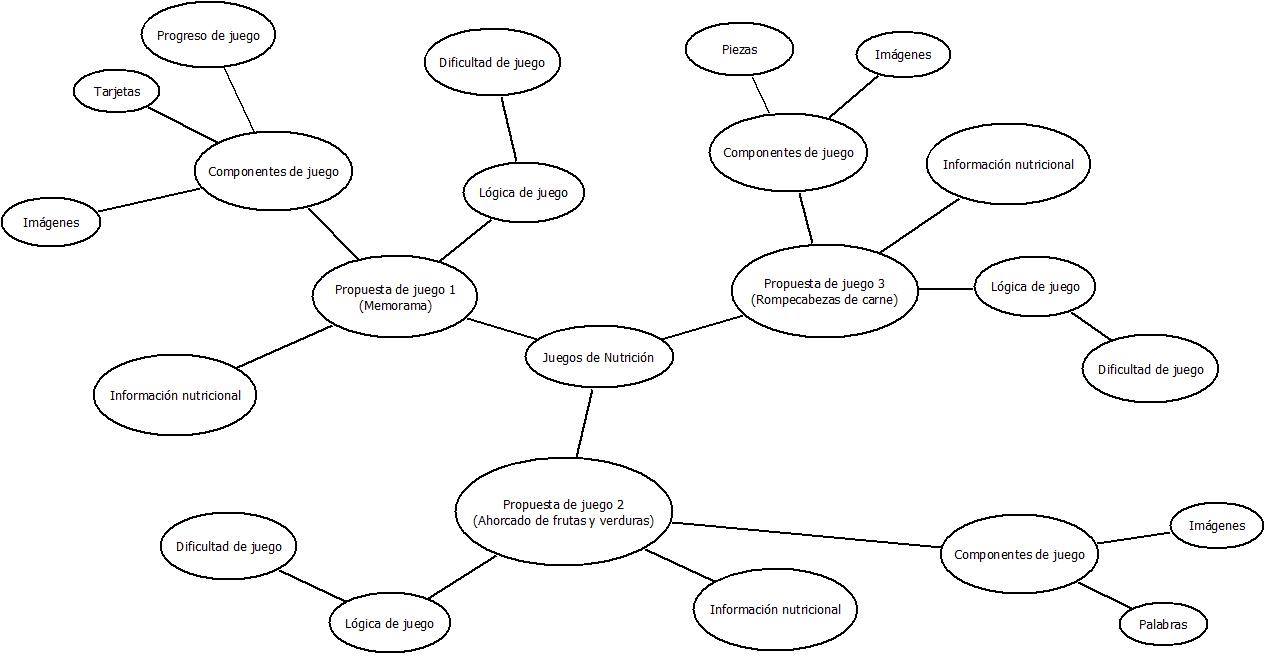 Progreso de juego
Tarjetas
Componentes de juego
Imágenes
Dificultad de juego
Lógica de juego
Propuesta de juego 1
(Memorama)
Información nutricional
Piezas
Imágenes
Componentes de juego
Información nutricional
Propuesta de juego 3
(Rompecabezas de carne)
Lógica de juego
Dificultad de juego
Juegos de Nutrición
Propuesta de juego 2
(Ahorcado de frutas y verduras)
Dificultad de juego
Lógica de juego
Información nutricional
Componentes de juego
Imágenes
Palabras